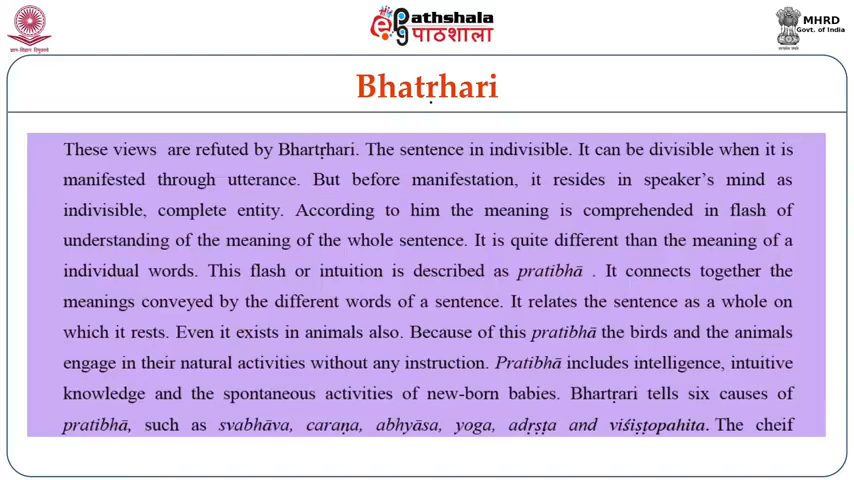 ज्ञान-विज्ञान विमुक्तये
ePathshala
पाठशाला
MHRD
Govt. of India
Bhatṛhari
These views are refuted by Bhartṛhari. The sentence in indivisible. It can be divisible when it is
manifested through utterance. But before manifestation, it resides in speaker's mind as
indivisible, complete entity. According to him the meaning is comprehended in flash of
understanding of the meaning of the whole sentence. It is quite different than the meaning of a
individual words. This flash or intuition is described as pratibhā . It connects together the
meanings conveyed by the different words of a sentence. It relates the sentence as a whole on
which it rests. Even it exists in animals also. Because of this pratibhā the birds and the animals
engage in their natural activities without any instruction. Pratibhā includes intelligence, intuitive
knowledge and the spontaneous activities of new-born babies. Bhartṛari tells six causes of
pratibhā, such as svabhāva, caraṇa, abhyāsa, yoga, adṛṣṭa and viśiṣṭopahita. The cheif